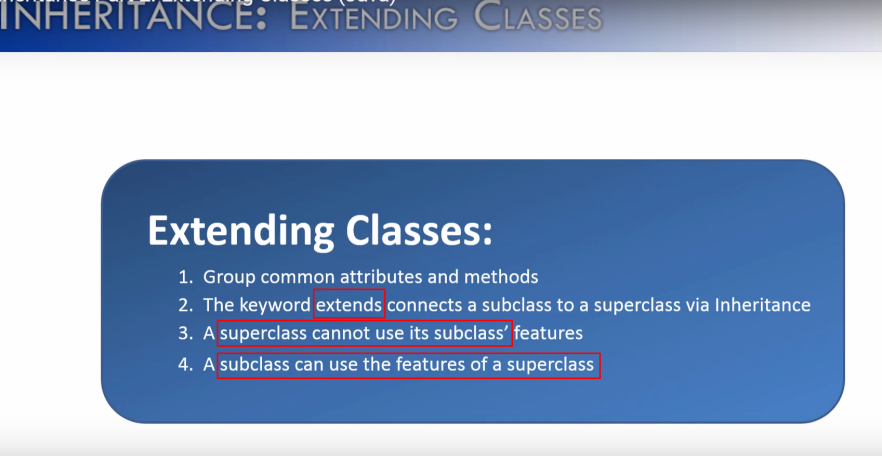 INHERITANCE: EXTENDING CLASSES
Extending Classes:
1. Group common attributes and methods
2. The keyword extends connects a subclass to a superclass via Inheritance
3. A superclass cannot use its subclass’ features
4. A subclass can use the features of a superclass